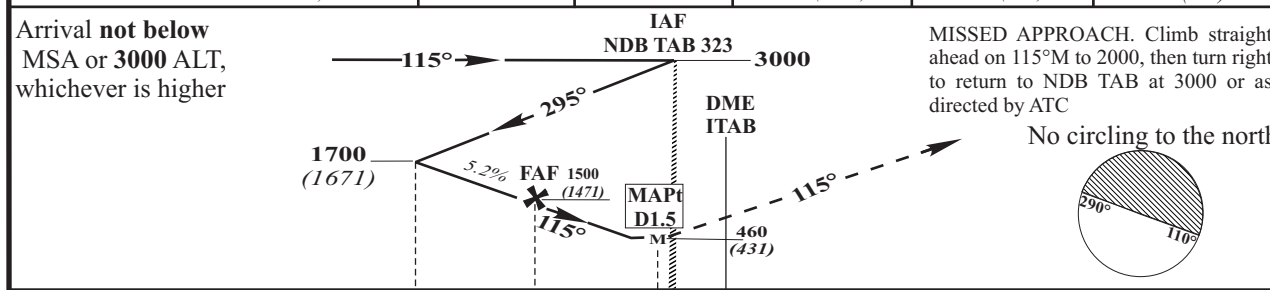 Arrival not below
MSA or 3000 ALT,
whichever is higher
IAF
NDB TAB 323
115°
3000
295°
DME
ITAB
1700
(1671)
5.2%
FAF 1500
(1471)
115°
MAPt
D1.5
M
460
(431)
115°
MISSED APPROACH. Climb straight
ahead on 115°M to 2000, then turn right
to return to NDB TAB at 3000 or as
directed by ATC
No circling to the north
290°
110°